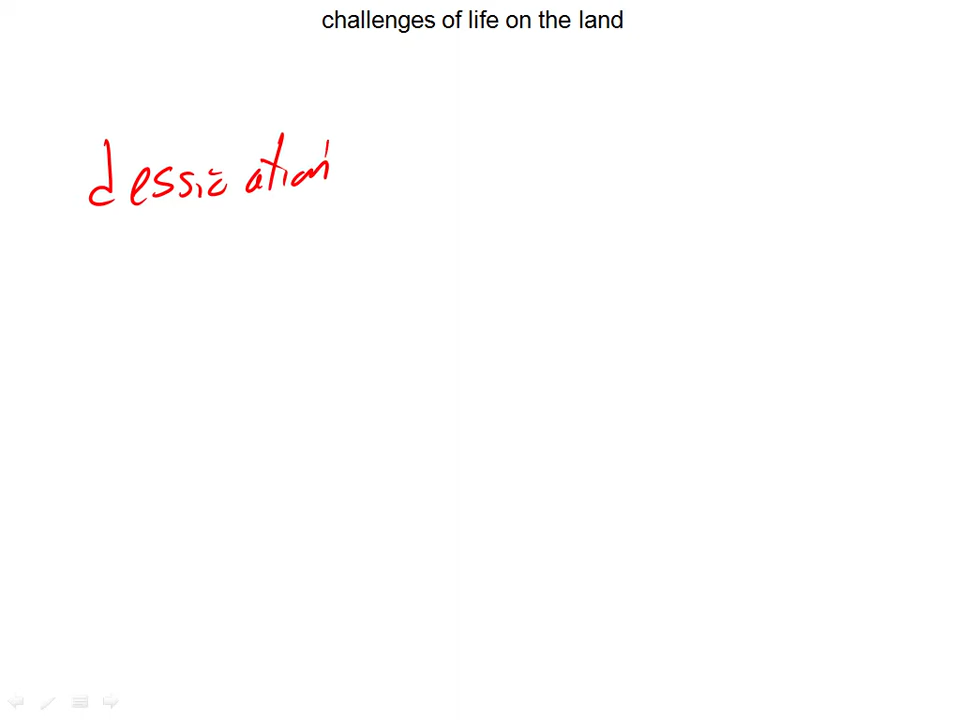 challenges of life on the land
dessication